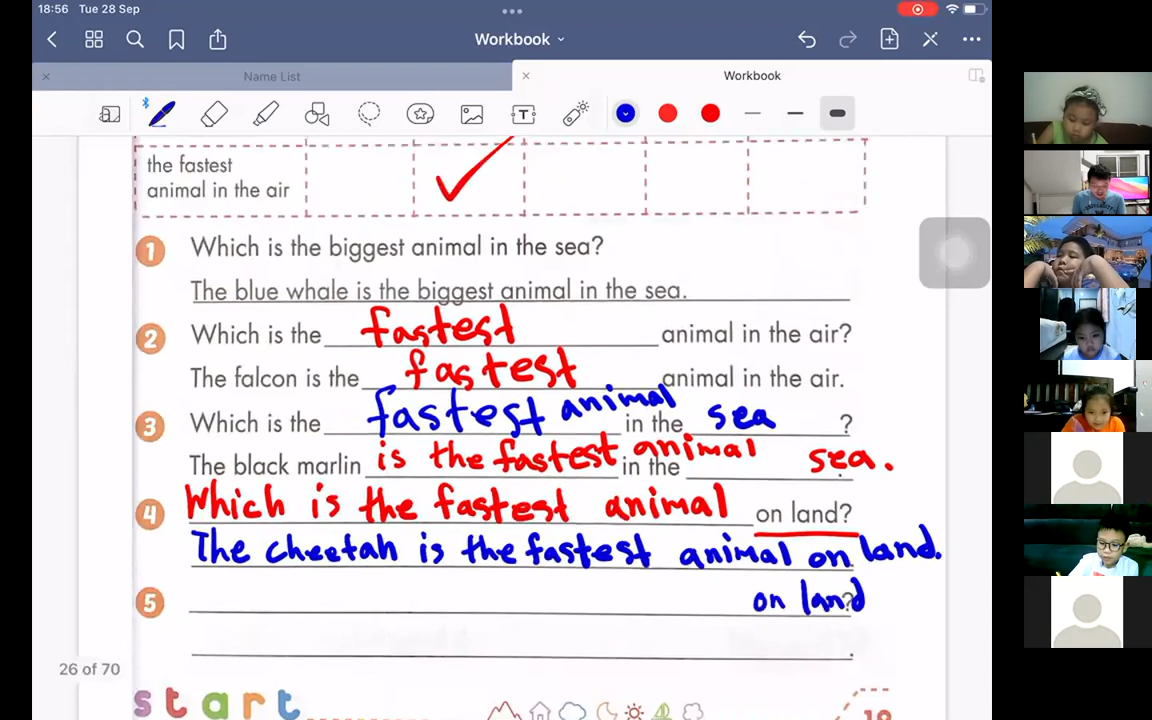 18:56 Tue 28 Sep
Workbook
Name List
Workbook
T
the fastest
animal in the air
1 Which is the biggest animal in the sea?
The blue whale is the biggest animal in the sea.
2 Which is the fastest animal in the air?
The falcon is the fastest animal in the air.
3 Which is the fastest animal in the sea ?
The black marlin is the fastest animal in the sea.
4 Which is the fastest animal on land?
The cheetah is the fastest animal on land.
5 on land?
.
26 of 70
start